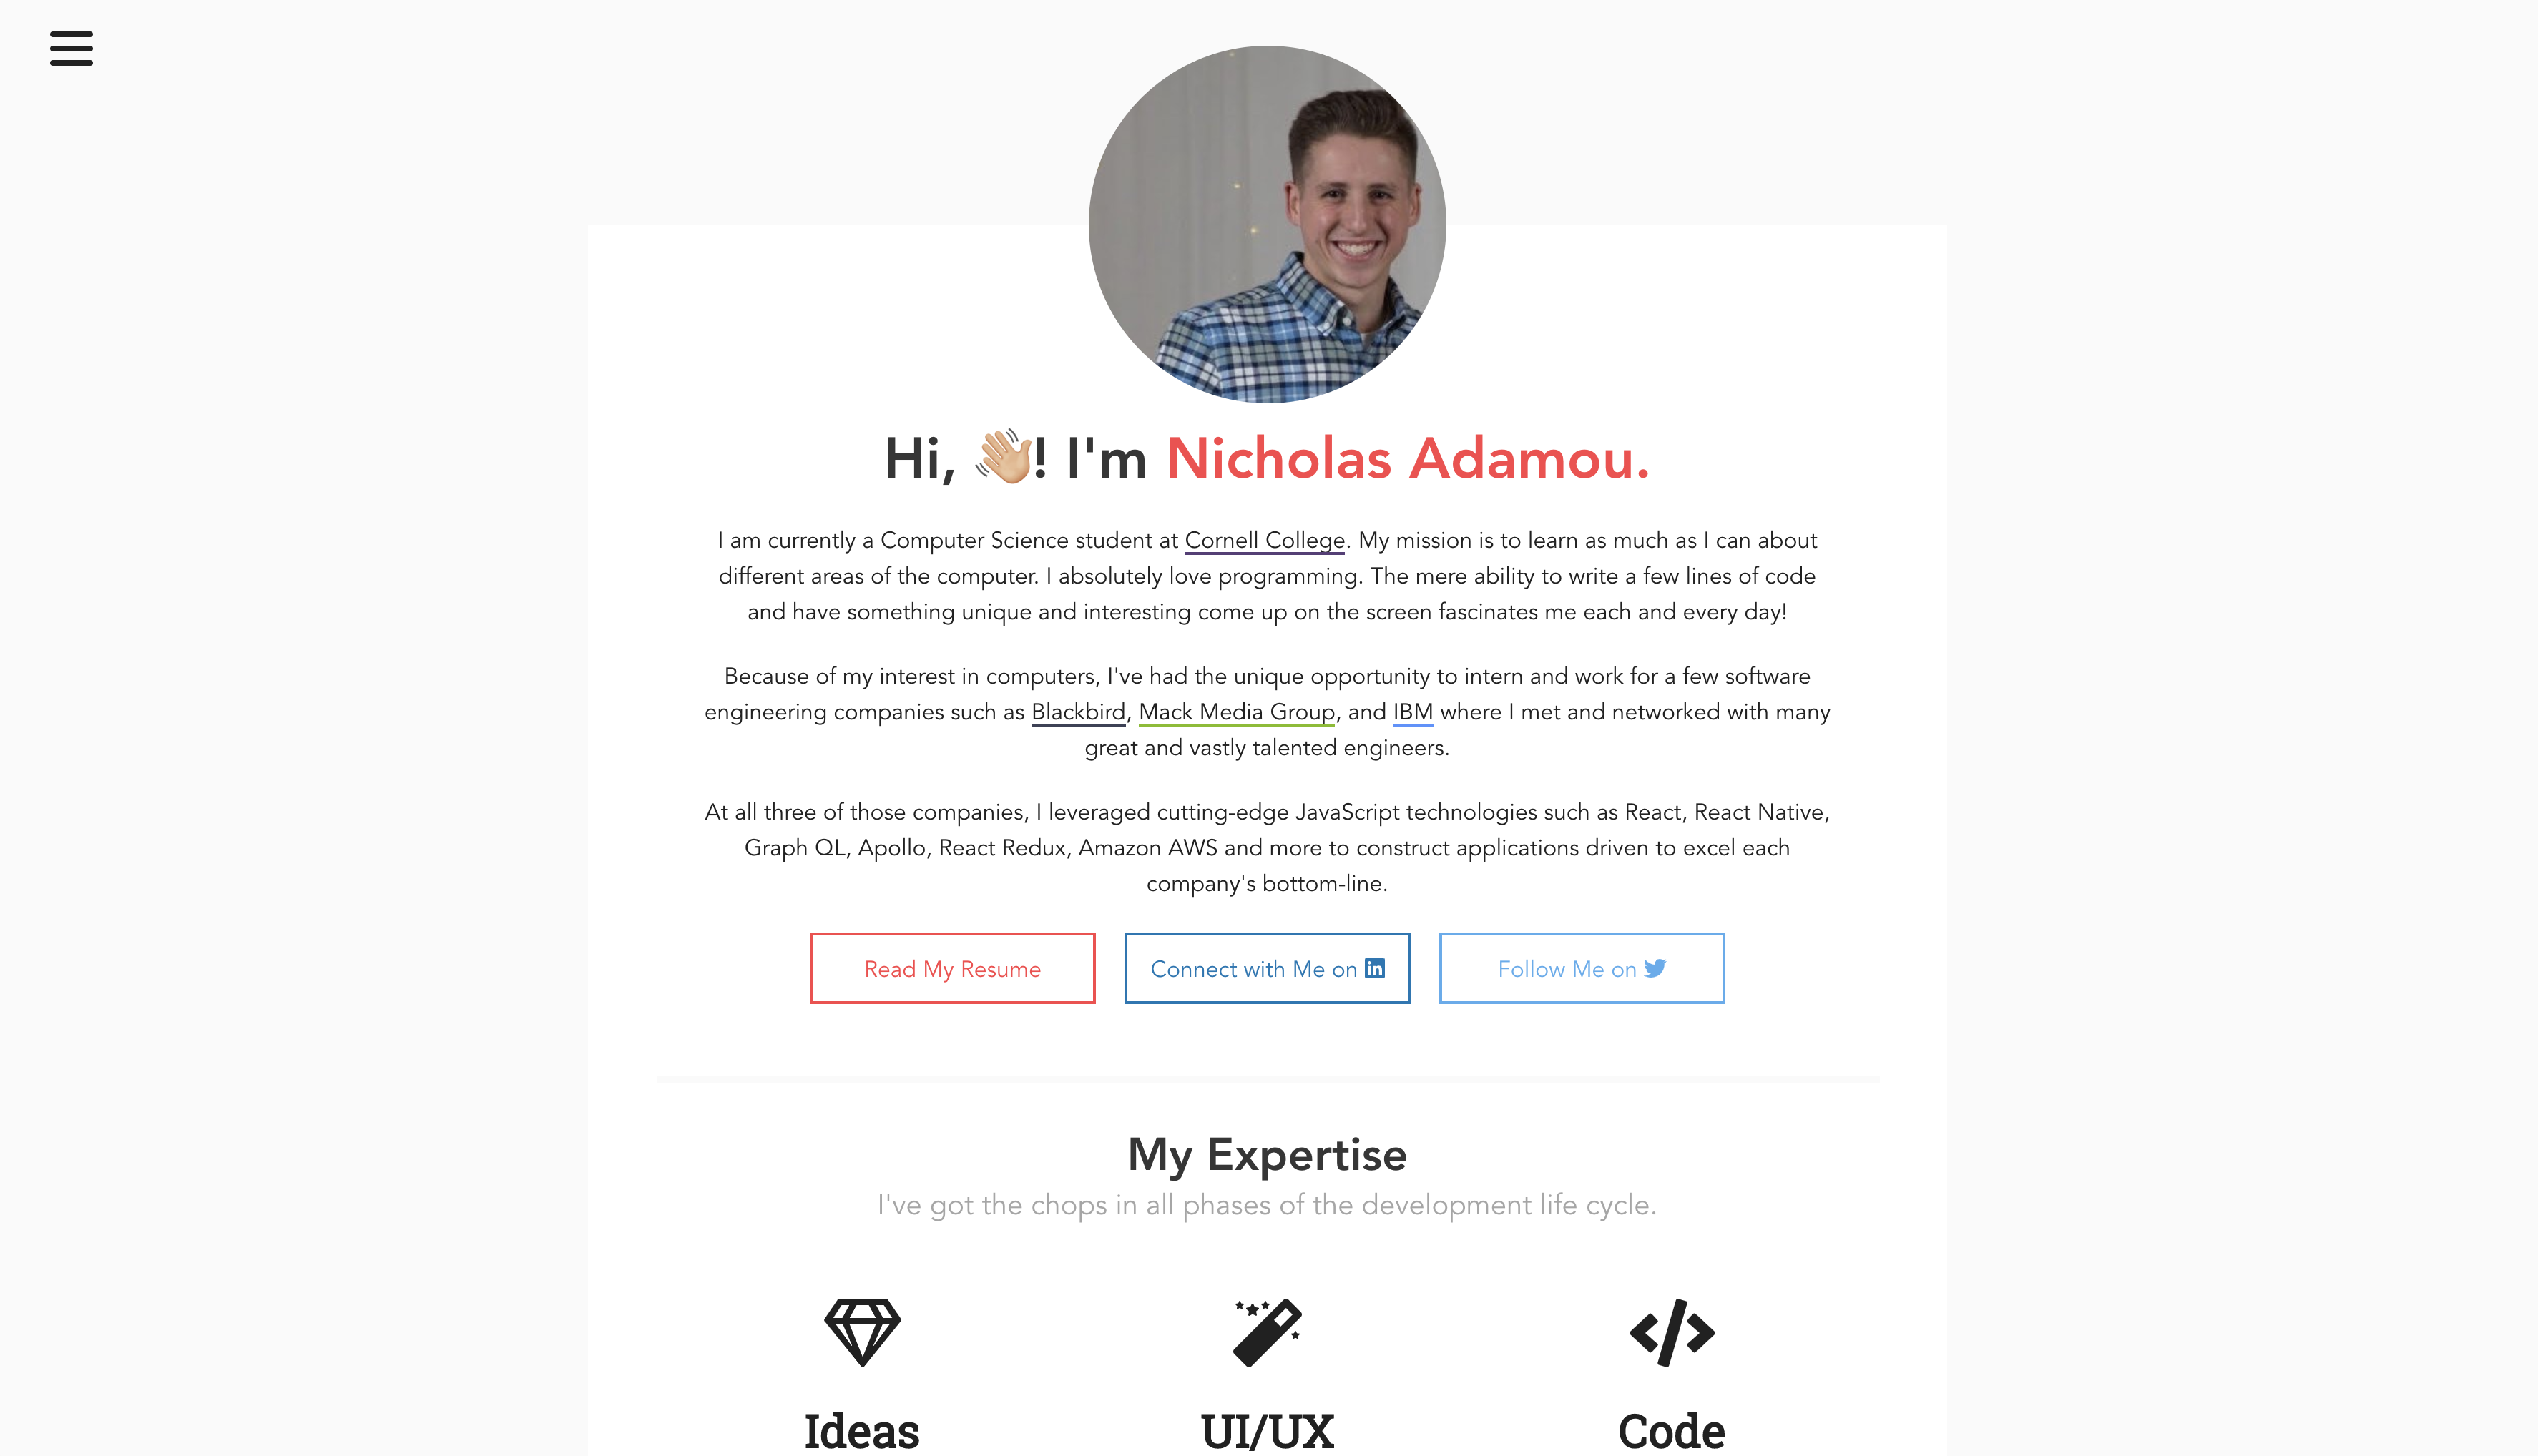 Hi, 👋🏼! I'm Nicholas Adamou.
I am currently a Computer Science student at Cornell College. My mission is to learn as much as I can about
different areas of the computer. I absolutely love programming. The mere ability to write a few lines of code
and have something unique and interesting come up on the screen fascinates me each and every day!
Because of my interest in computers, I've had the unique opportunity to intern and work for a few software
engineering companies such as Blackbird, Mack Media Group, and IBM where I met and networked with many
great and vastly talented engineers.
At all three of those companies, I leveraged cutting-edge JavaScript technologies such as React, React Native,
Graph QL, Apollo, React Redux, Amazon AWS and more to construct applications driven to excel each
company's bottom-line.
Read My Resume
Connect with Me on in
Follow Me on
My Expertise
I've got the chops in all phases of the development life cycle.
Ideas
UI/UX
Code